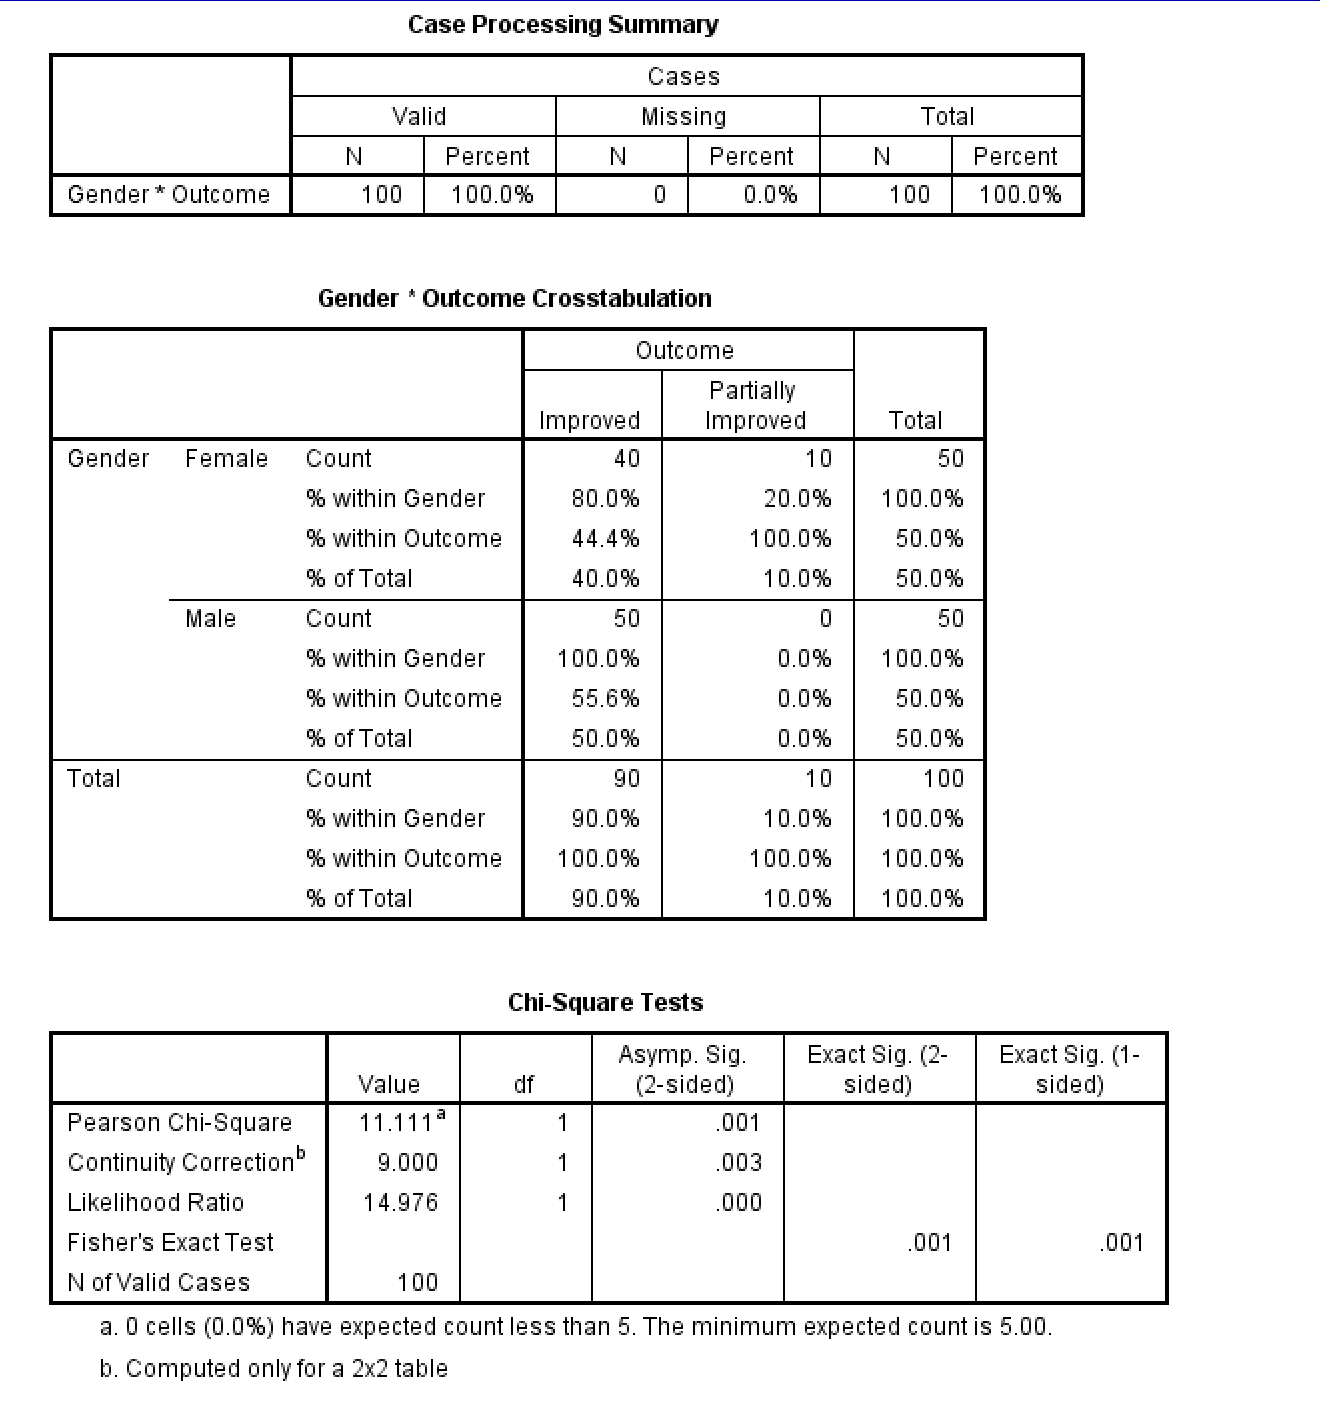 Case Processing Summary
Cases
Valid Missing Total
N Percent N Percent N Percent
Gender * Outcome 100 100.0% 0 0.0% 100 100.0%
Gender * Outcome Crosstabulation
Outcome
Improved Partially Improved Total
Gender Female Count 40 10 50
% within Gender 80.0% 20.0% 100.0%
% within Outcome 44.4% 100.0% 50.0%
% of Total 40.0% 10.0% 50.0%
Male Count 50 0 50
% within Gender 100.0% 0.0% 100.0%
% within Outcome 55.6% 0.0% 50.0%
% of Total 50.0% 0.0% 50.0%
Total Count 90 10 100
% within Gender 90.0% 10.0% 100.0%
% within Outcome 100.0% 100.0% 100.0%
% of Total 90.0% 10.0% 100.0%
Chi-Square Tests
Value df Asymp. Sig. (2-sided) Exact Sig. (2-sided) Exact Sig. (1-sided)
Pearson Chi-Square 11.111a 1 .001
Continuity Correctionb 9.000 1 .003
Likelihood Ratio 14.976 1 .000
Fisher's Exact Test .001 .001
N of Valid Cases 100
a. 0 cells (0.0%) have expected count less than 5. The minimum expected count is 5.00.
b. Computed only for a 2x2 table